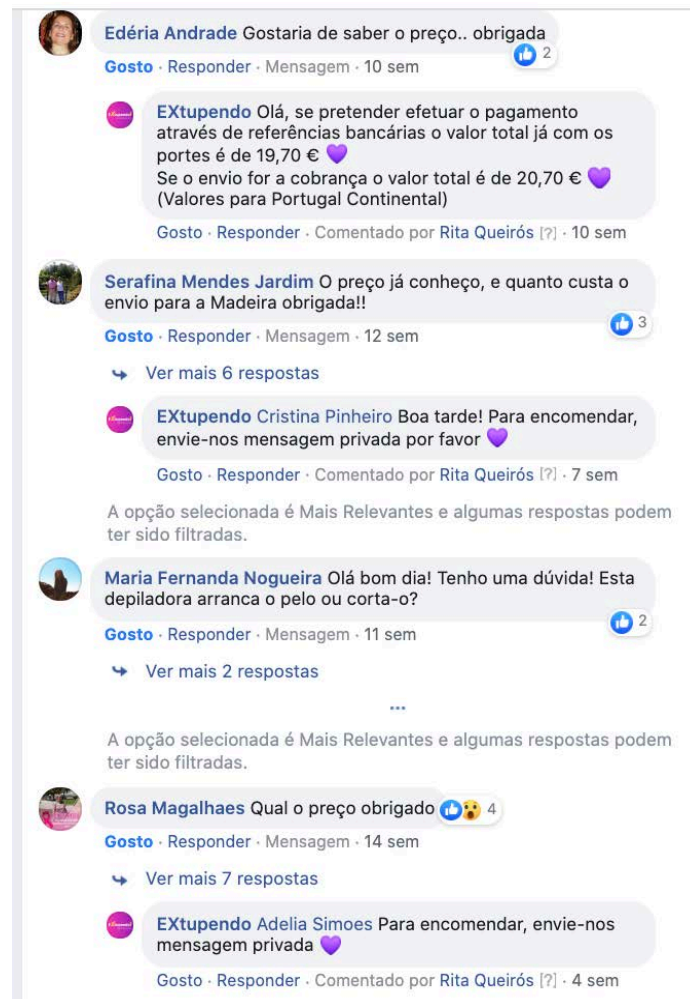 Edéria Andrade Gostaria de saber o preço.. obrigada
2
Gosto · Responder · Mensagem · 10 sem
EXtupendo Olá, se pretender efetuar o pagamento
através de referências bancárias o valor total já com os
portes é de 19,70 € 💜
Se o envio for a cobrança o valor total é de 20,70 € 💜
(Valores para Portugal Continental)
Gosto · Responder · Comentado por Rita Queirós [?] · 10 sem
Serafina Mendes Jardim O preço já conheço, e quanto custa o
envio para a Madeira obrigada!!
3
Gosto · Responder · Mensagem · 12 sem
Ver mais 6 respostas
EXtupendo Cristina Pinheiro Boa tarde! Para encomendar,
envie-nos mensagem privada por favor 💜
Gosto · Responder · Comentado por Rita Queirós [?] · 7 sem
A opção selecionada é Mais Relevantes e algumas respostas podem
ter sido filtradas.
Maria Fernanda Nogueira Olá bom dia! Tenho uma dúvida! Esta
depiladora arranca o pelo ou corta-o?
2
Gosto · Responder · Mensagem · 11 sem
Ver mais 2 respostas
...
A opção selecionada é Mais Relevantes e algumas respostas podem
ter sido filtradas.
Rosa Magalhaes Qual o preço obrigado 4
Gosto · Responder · Mensagem · 14 sem
Ver mais 7 respostas
EXtupendo Adelia Simoes Para encomendar, envie-nos
mensagem privada 💜
Gosto · Responder · Comentado por Rita Queirós [?] · 4 sem